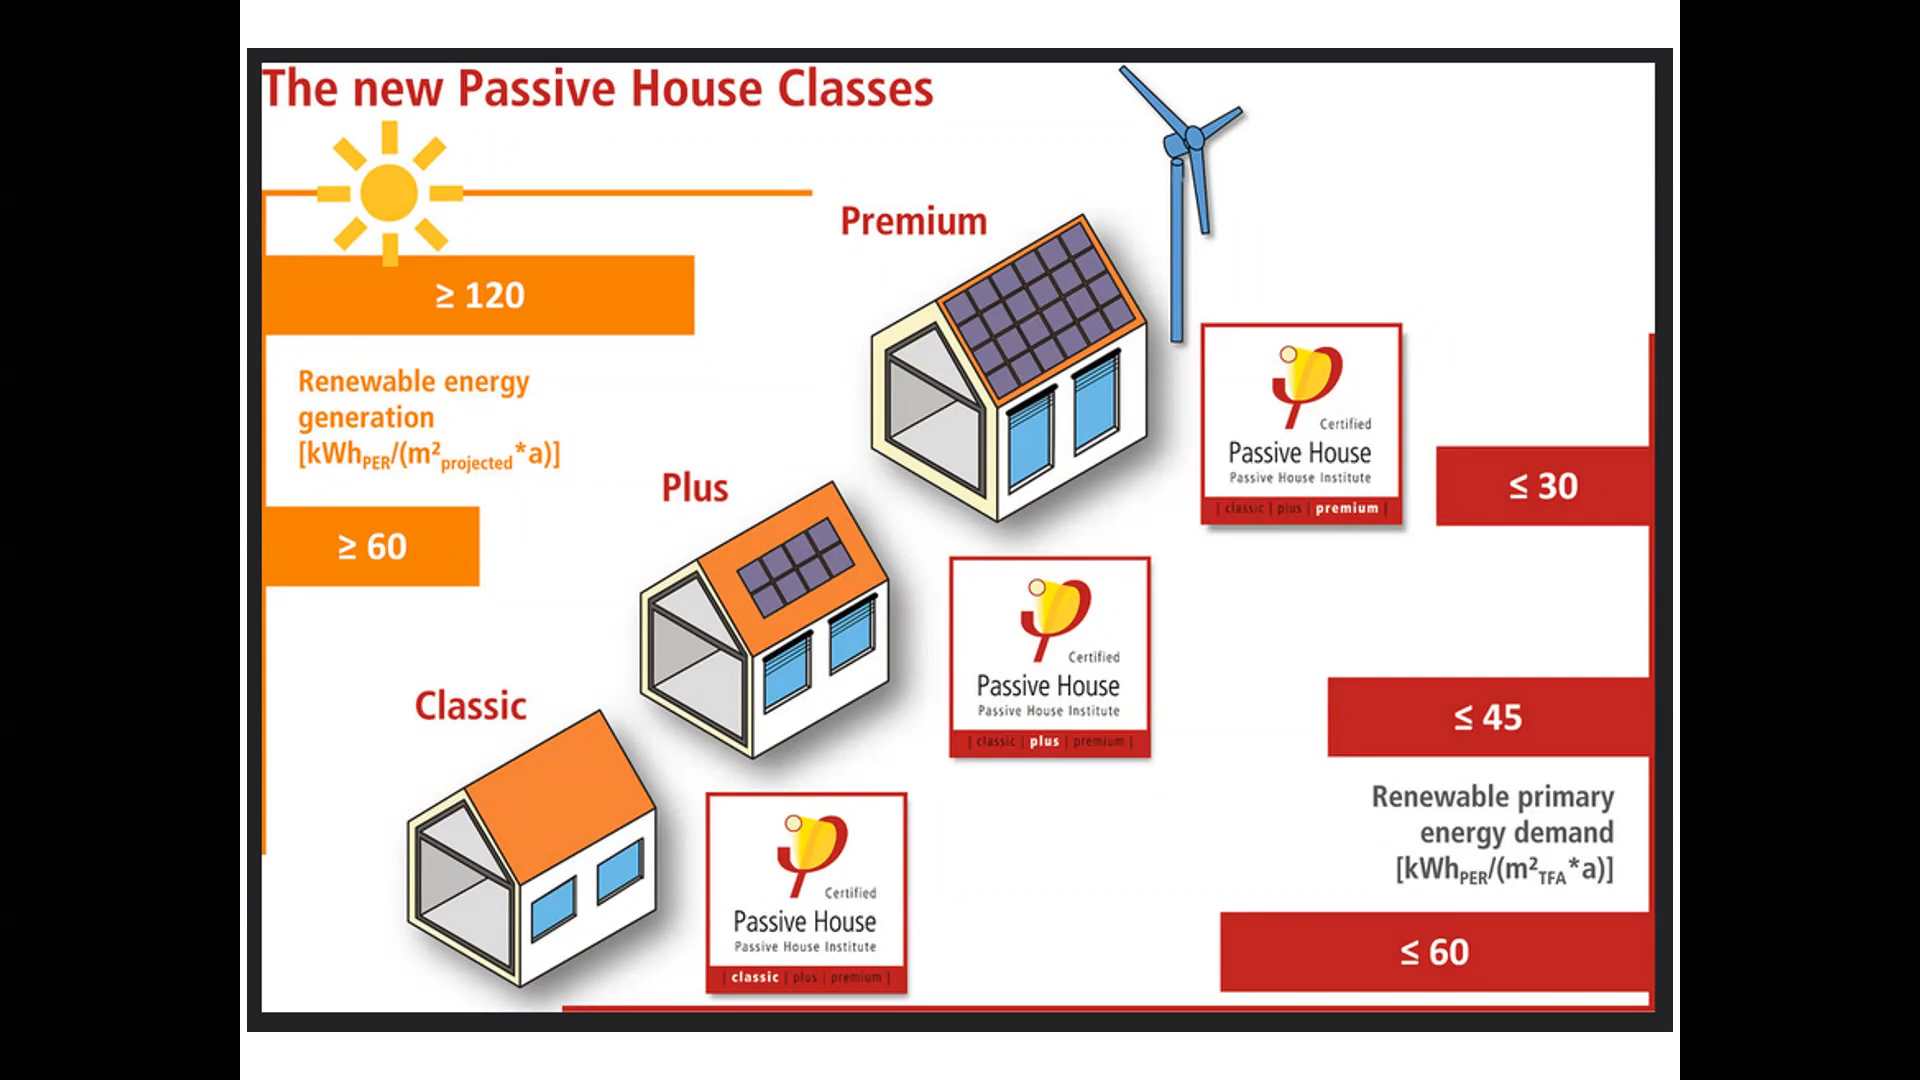 The new Passive House Classes
≥ 120
Renewable energy
generation
[kWhPER/(m²projected*a)]
≥ 60
Premium
Certified
Passive House
Passive House Institute
| classic | plus | premium |
≤ 30
Plus
Certified
Passive House
Passive House Institute
| classic | plus | premium |
≤ 45
Renewable primary
energy demand
[kWhPER/(m²TFA*a)]
Classic
Certified
Passive House
Passive House Institute
| classic | plus | premium |
≤ 60